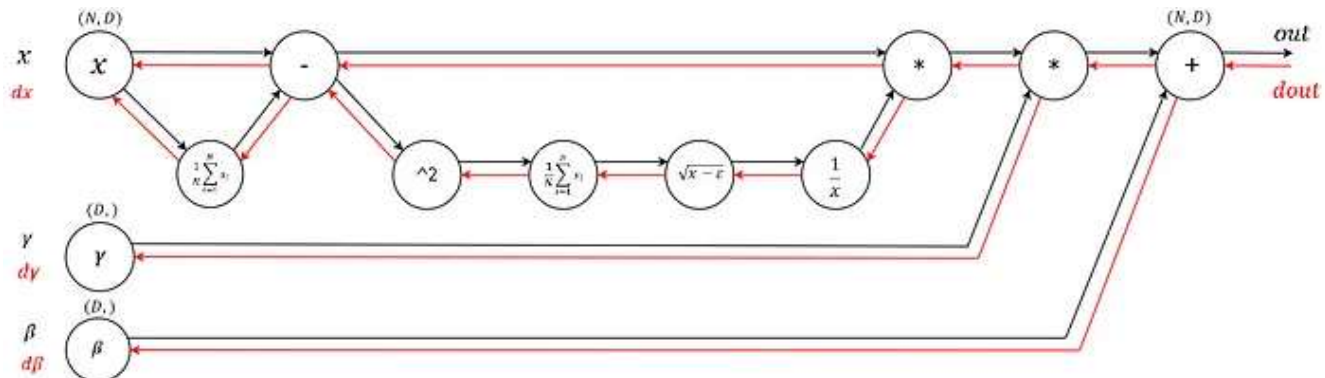 (N, D)
(N, D)
x
x
-
*
*
+
out
dx
dout
^2
√x − ε
1
x
(D,)
γ
γ
dγ
(D,)
β
β
dβ